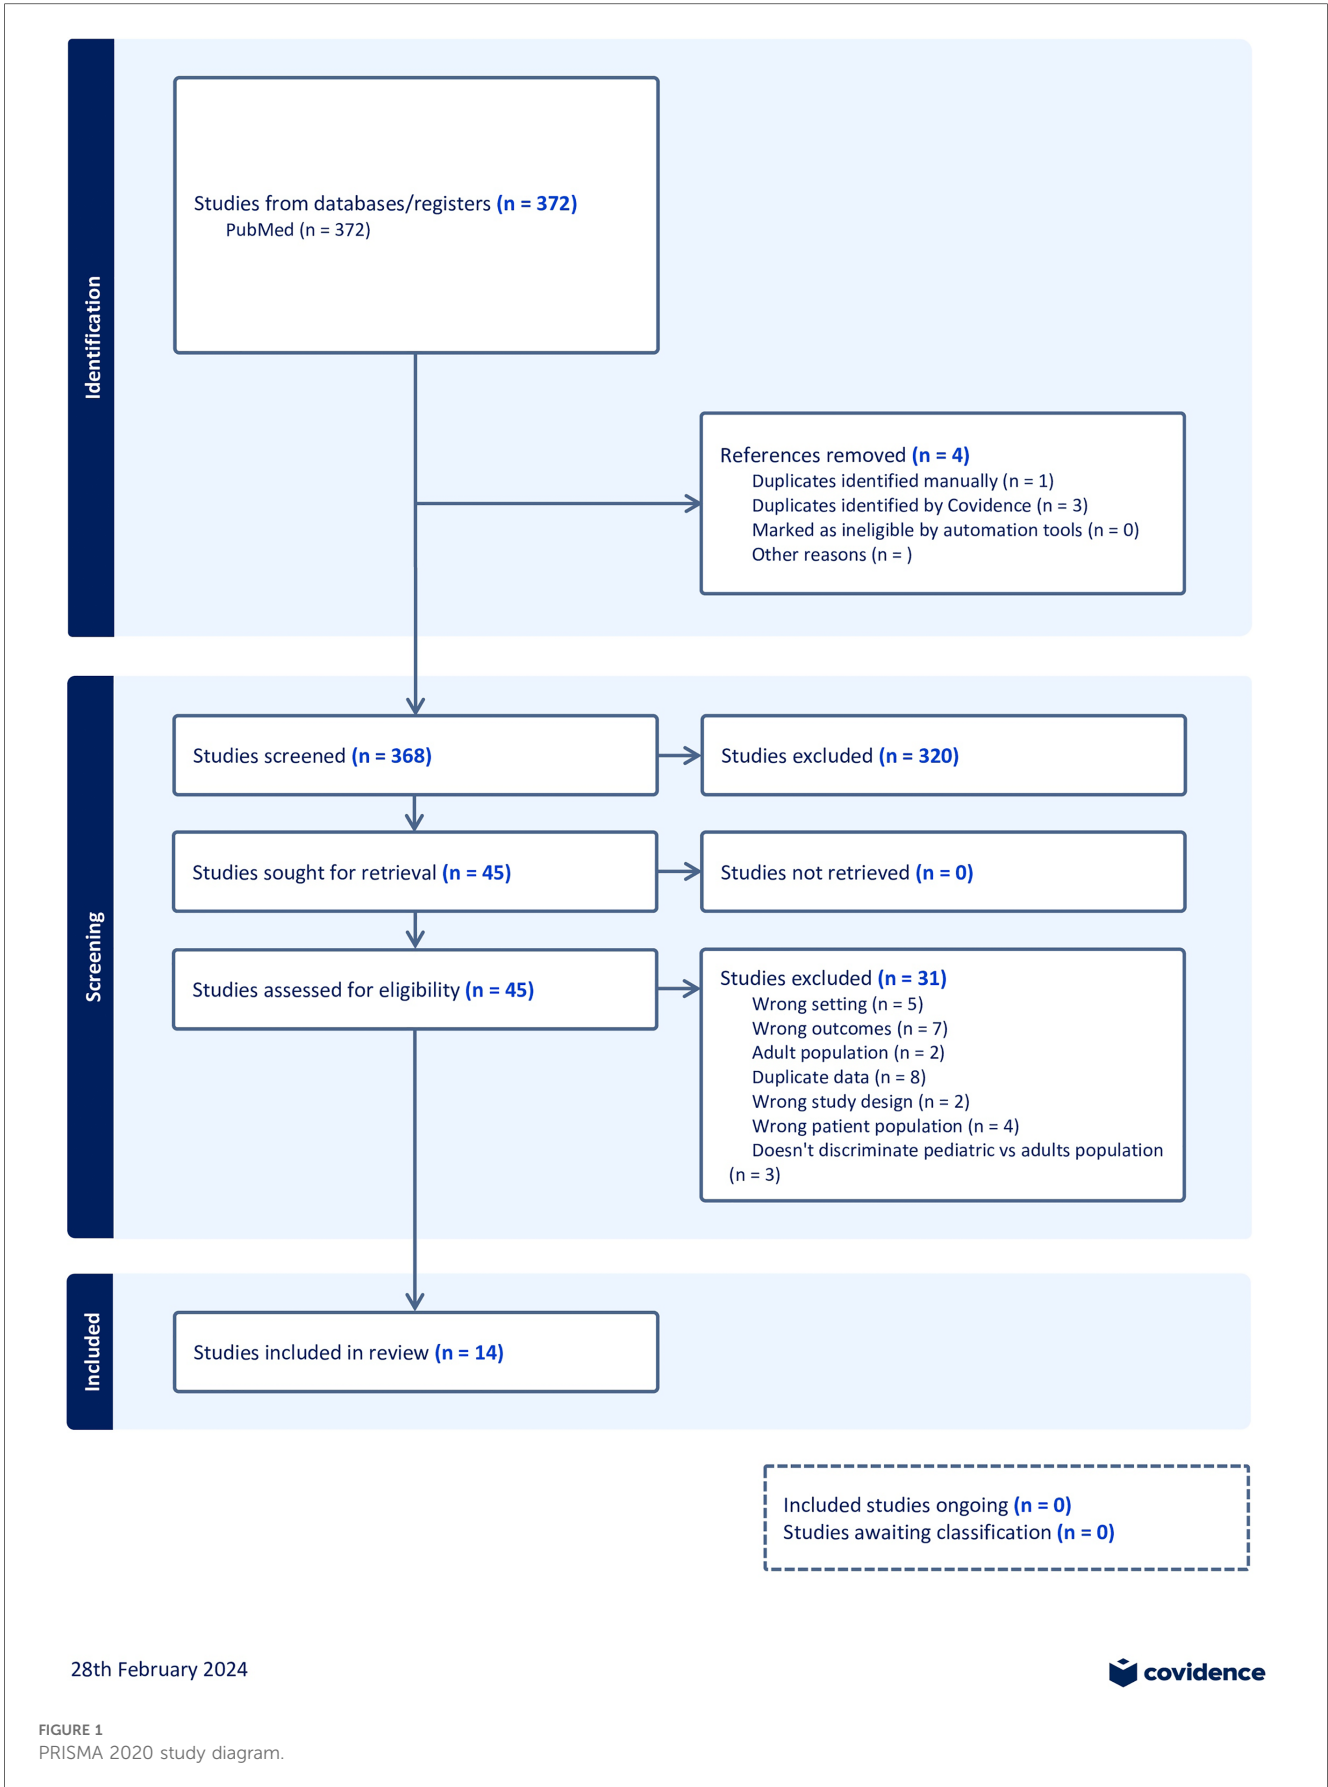 Identification
Studies from databases/registers (n = 372)
PubMed (n = 372)
References removed (n = 4)
Duplicates identified manually (n = 1)
Duplicates identified by Covidence (n = 3)
Marked as ineligible by automation tools (n = 0)
Other reasons (n = )
Screening
Studies screened (n = 368)
Studies excluded (n = 320)
Studies sought for retrieval (n = 45)
Studies not retrieved (n = 0)
Studies assessed for eligibility (n = 45)
Studies excluded (n = 31)
Wrong setting (n = 5)
Wrong outcomes (n = 7)
Adult population (n = 2)
Duplicate data (n = 8)
Wrong study design (n = 2)
Wrong patient population (n = 4)
Doesn't discriminate pediatric vs adults population
(n = 3)
Included
Studies included in review (n = 14)
Included studies ongoing (n = 0)
Studies awaiting classification (n = 0)
28th February 2024
covidence
FIGURE 1
PRISMA 2020 study diagram.